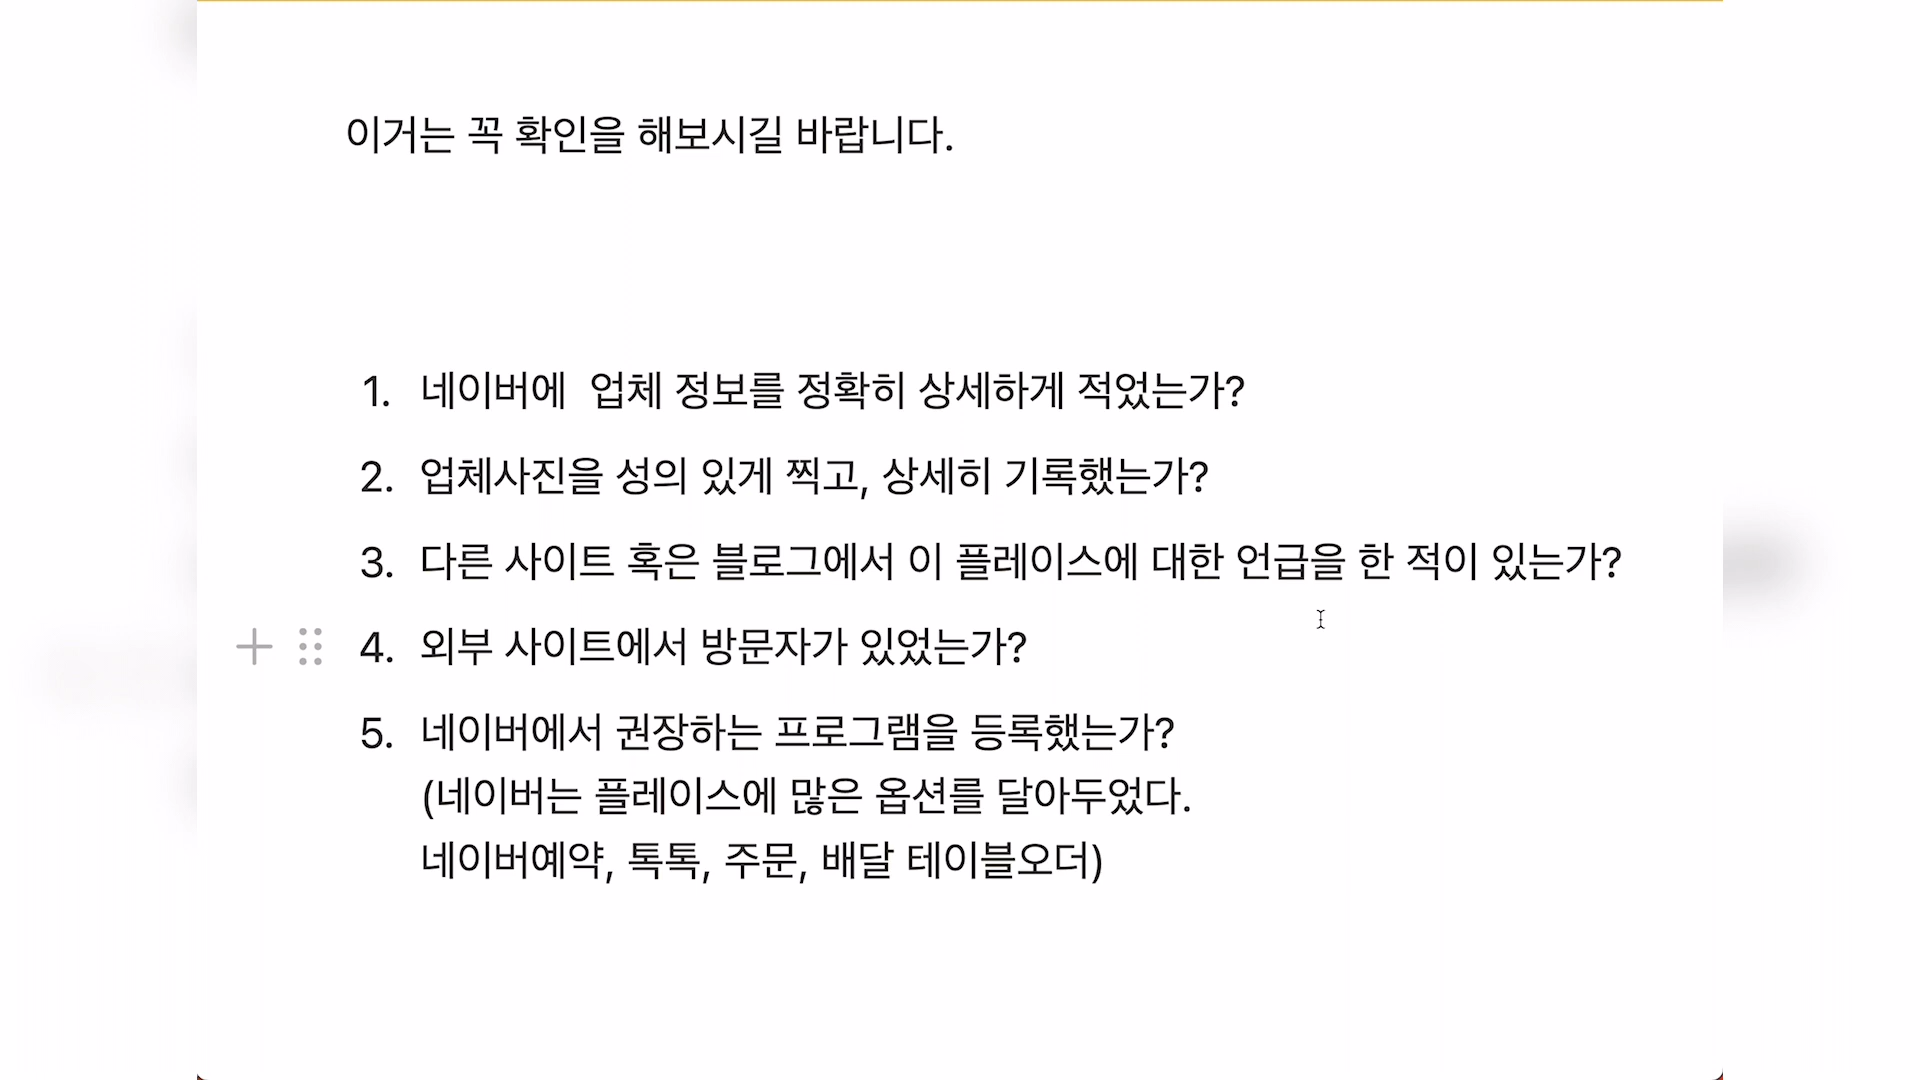 이거는 꼭 확인을 해보시길 바랍니다.
1. 네이버에 업체 정보를 정확히 상세하게 적었는가?
2. 업체사진을 성의 있게 찍고, 상세히 기록했는가?
3. 다른 사이트 혹은 블로그에서 이 플레이스에 대한 언급을 한 적이 있는가?
4. 외부 사이트에서 방문자가 있었는가?
5. 네이버에서 권장하는 프로그램을 등록했는가?
(네이버는 플레이스에 많은 옵션를 달아두었다.
네이버예약, 톡톡, 주문, 배달 테이블오더)